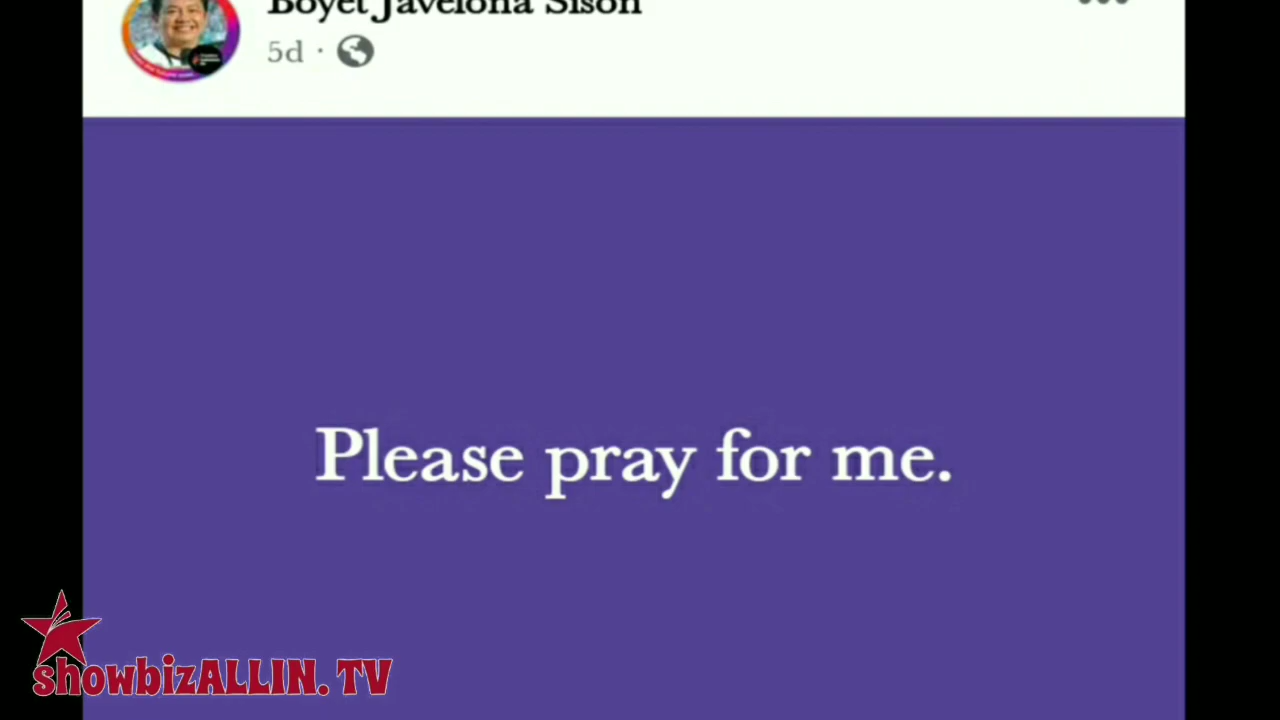 Boyet Javelona Sison
5d ·
Please pray for me.
showbizALLIN.TV